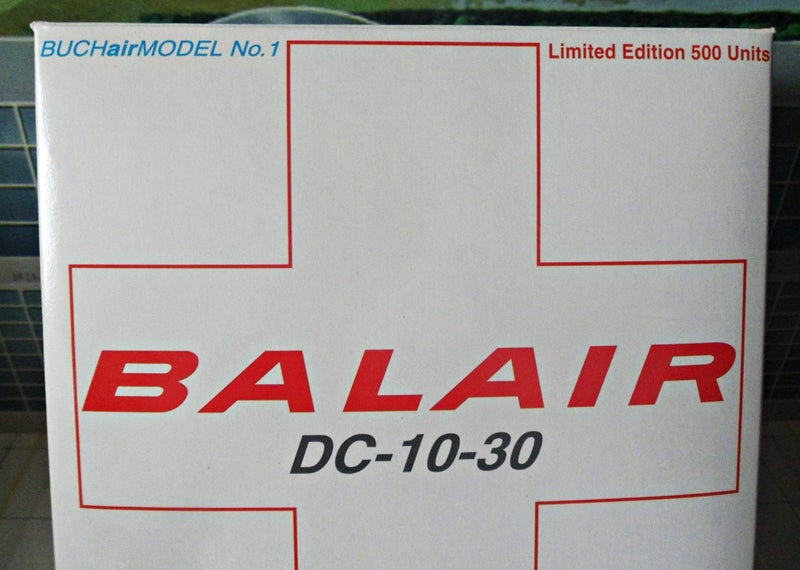 BUCHairMODEL No.1
Limited Edition 500 Units
BALAIR
DC-10-30